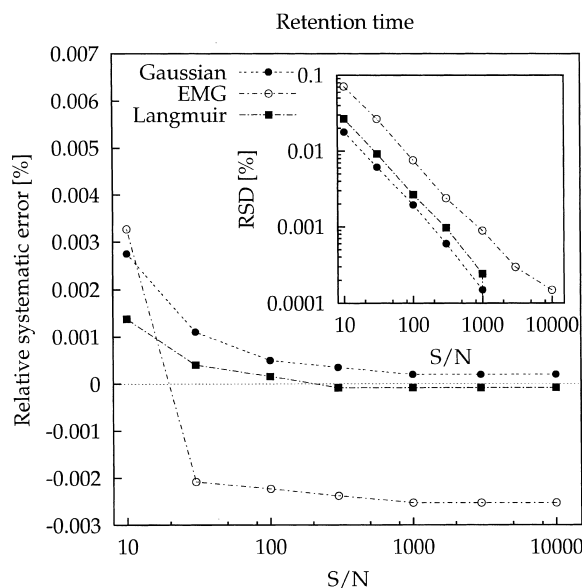 Retention time
Relative systematic error [%]
0.007
0.006
0.005
0.004
0.003
0.002
0.001
0
-0.001
-0.002
-0.003
10
100
1000
10000
S/N
Gaussian
EMG
Langmuir
RSD [%]
0.1
0.01
0.001
0.0001
10
100
1000
10000
S/N